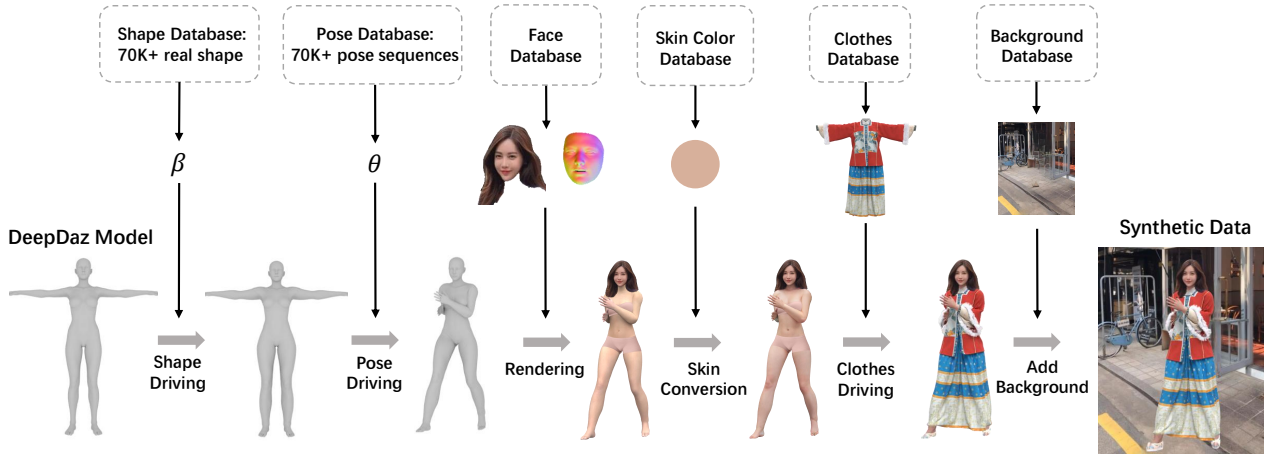 Shape Database:
70K+ real shape
Pose Database:
70K+ pose sequences
Face
Database
Skin Color
Database
Clothes
Database
Background
Database
β
θ
DeepDaz Model
Synthetic Data
Shape
Driving
Pose
Driving
Rendering
Skin
Conversion
Clothes
Driving
Add
Background